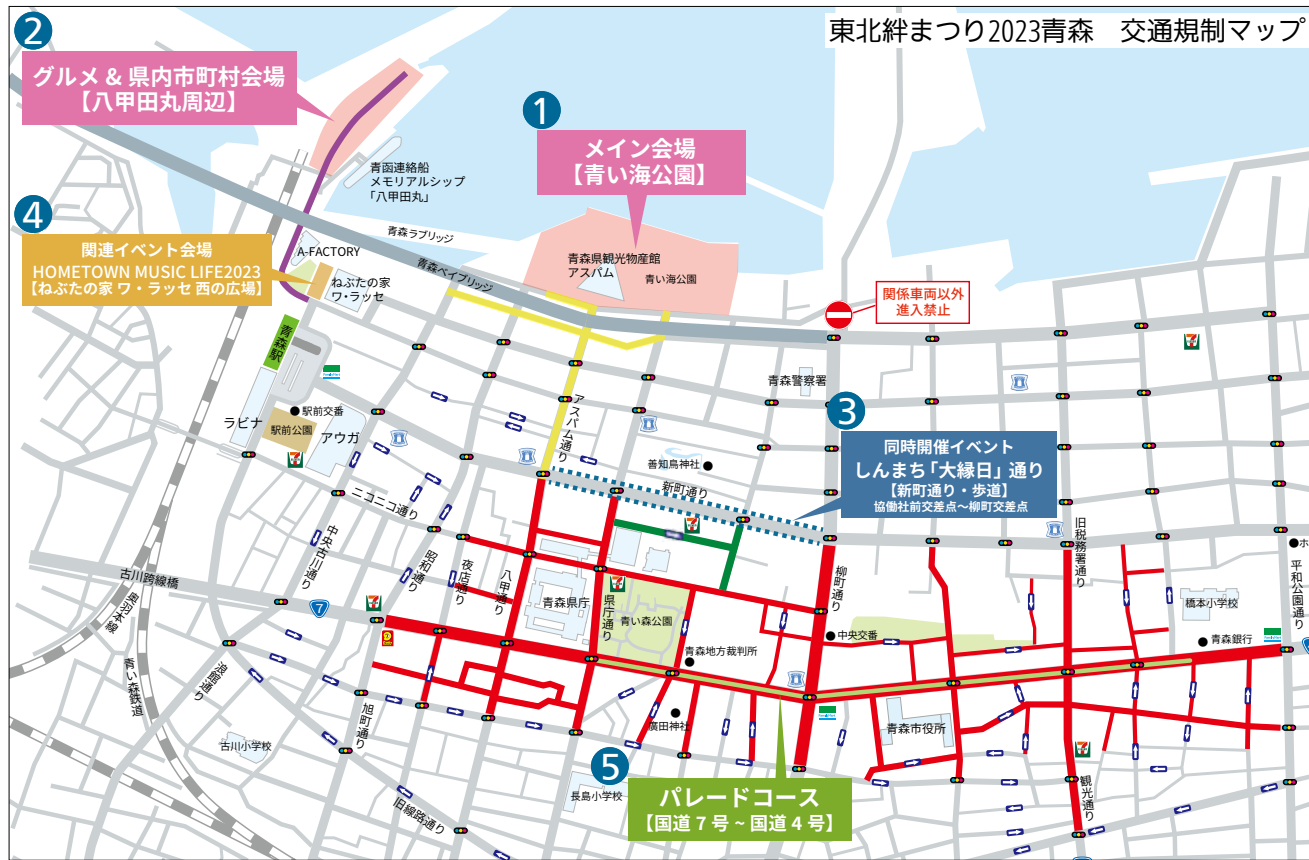 東北絆まつり2023青森　交通規制マップ
2
グルメ & 県内市町村会場
【八甲田丸周辺】
1
メイン会場
【青い海公園】
青函連絡船
メモリアルシップ
「八甲田丸」
4
関連イベント会場
HOMETOWN MUSIC LIFE2023
【ねぶたの家 ワ・ラッセ 西の広場】
A-FACTORY
青森ラブリッジ
青森ベイブリッジ
ねぶたの家
ワ・ラッセ
青森県観光物産館
アスパム
青い海公園
関係車両以外
進入禁止
青森駅
FamilyMart
青森警察署
ラビナ
駅前交番
駅前公園
アウガ
アスパム通り
3
同時開催イベント
しんまち「大縁日」通り
【新町通り・歩道】
協働社前交差点～柳町交差点
善知鳥神社
新町通り
ニコニコ通り
中央古川通り
昭和通り
夜店通り
八甲通り
県庁通り
柳町通り
旧税務署通り
平和公園通り
ホ
古川跨線橋
7
奥羽本線
青い森鉄道
青森県庁
青い森公園
青森地方裁判所
中央交番
橋本小学校
青森銀行
FamilyMart
浪館通り
旭町通り
古川小学校
廣田神社
FamilyMart
青森市役所
観光通り
旧線路通り
長島小学校
5
パレードコース
【国道7号~国道4号】